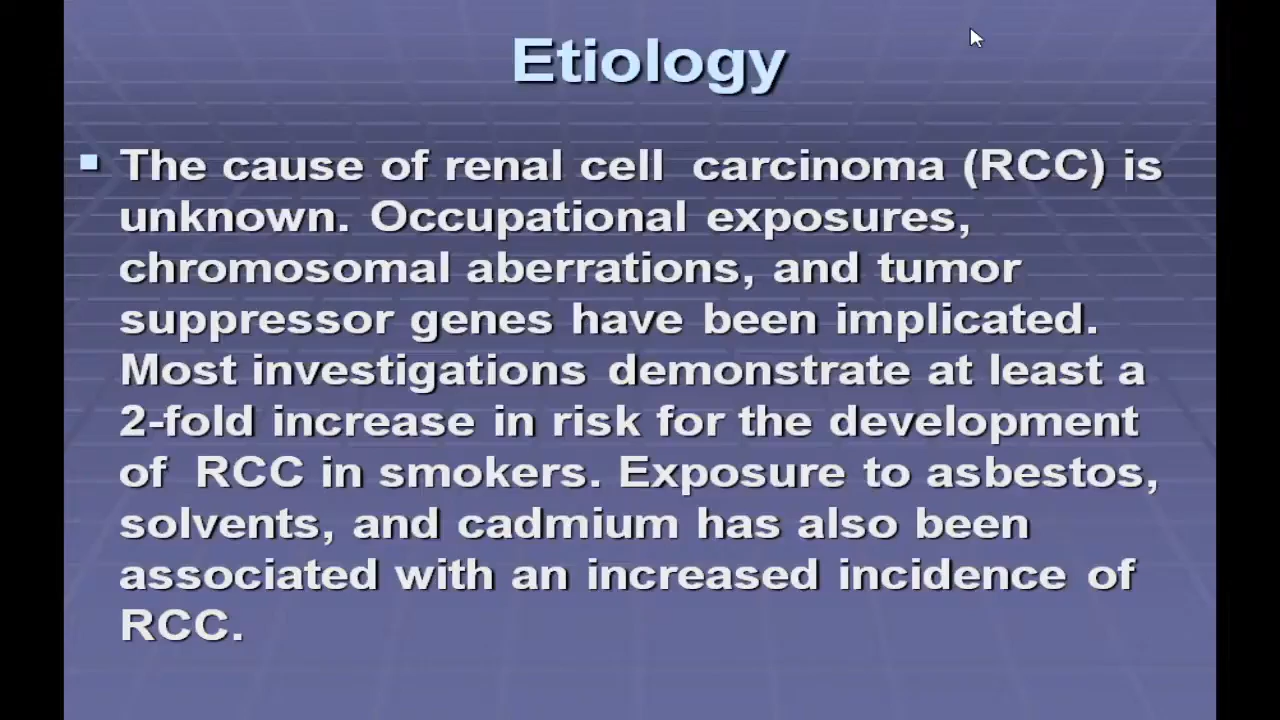 Etiology
The cause of renal cell carcinoma (RCC) is
unknown. Occupational exposures,
chromosomal aberrations, and tumor
suppressor genes have been implicated.
Most investigations demonstrate at least a
2-fold increase in risk for the development
of RCC in smokers. Exposure to asbestos,
solvents, and cadmium has also been
associated with an increased incidence of
RCC.